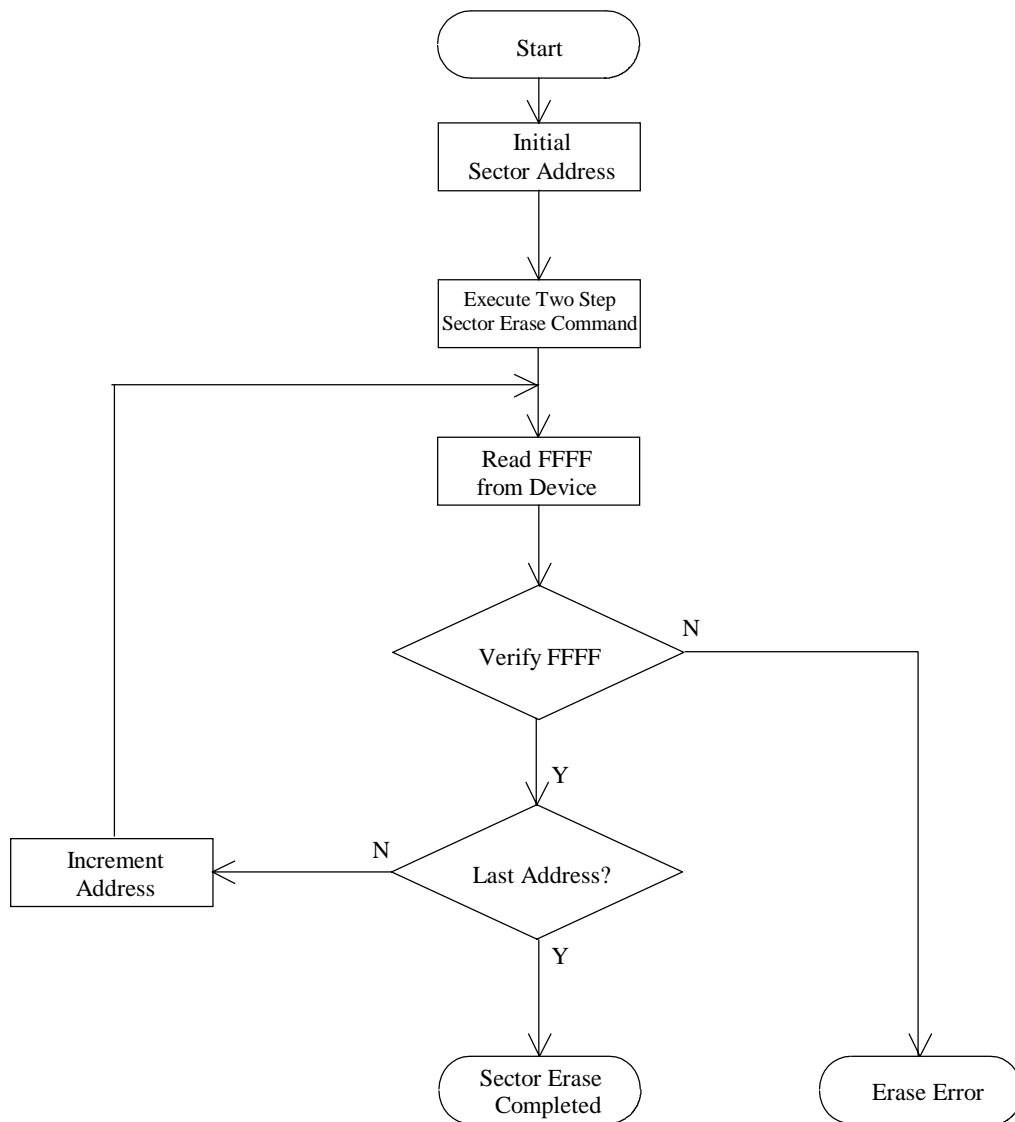 Start
Initial
Sector Address
Execute Two Step
Sector Erase Command
Read FFFF
from Device
N
Verify FFFF
Y
N
Increment
Address
Last Address?
Y
Sector Erase
Completed
Erase Error